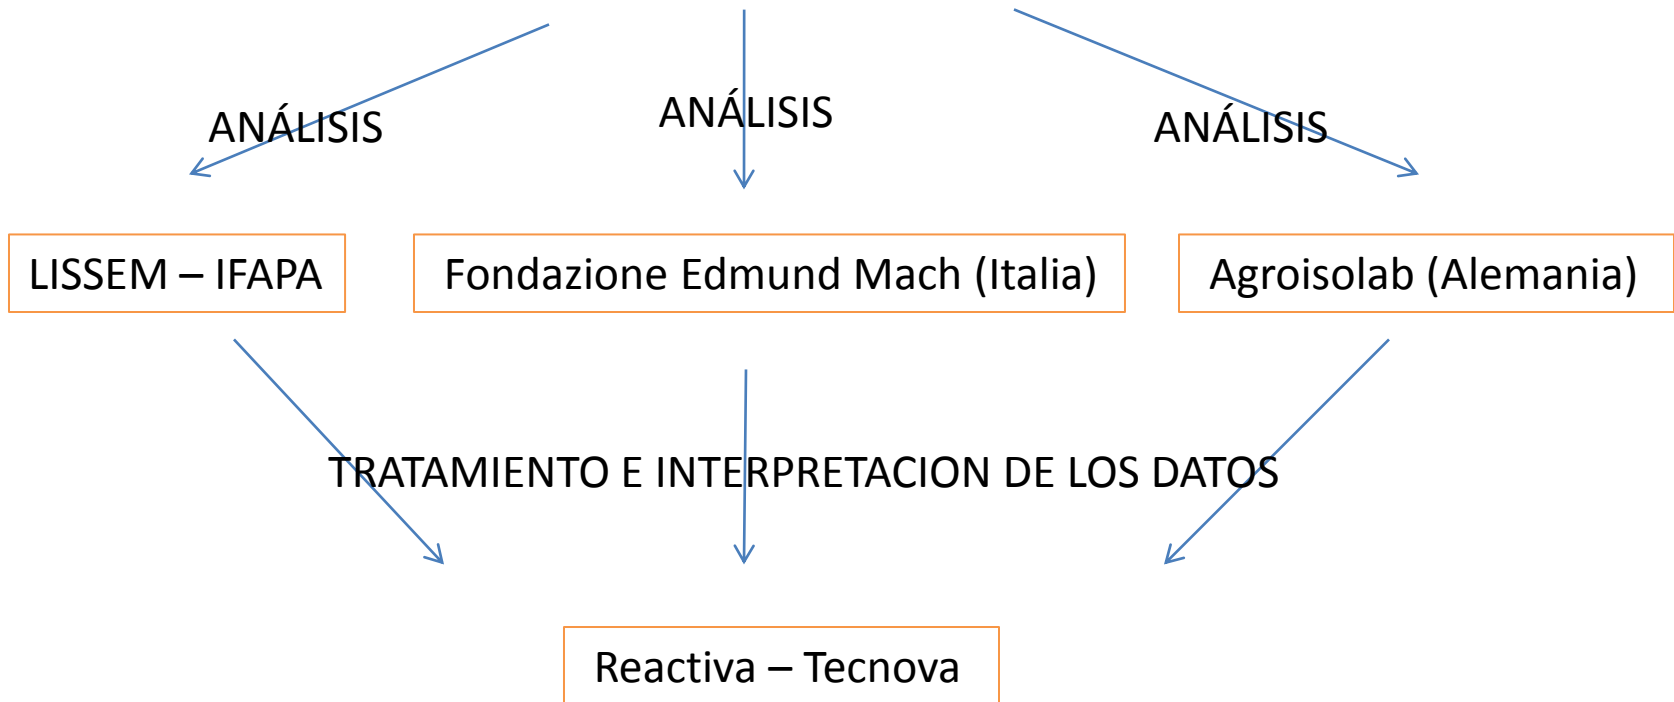 ANÁLISIS
ANÁLISIS
ANÁLISIS
LISSEM – IFAPA
Fondazione Edmund Mach (Italia)
Agroisolab (Alemania)
TRATAMIENTO E INTERPRETACION DE LOS DATOS
Reactiva – Tecnova